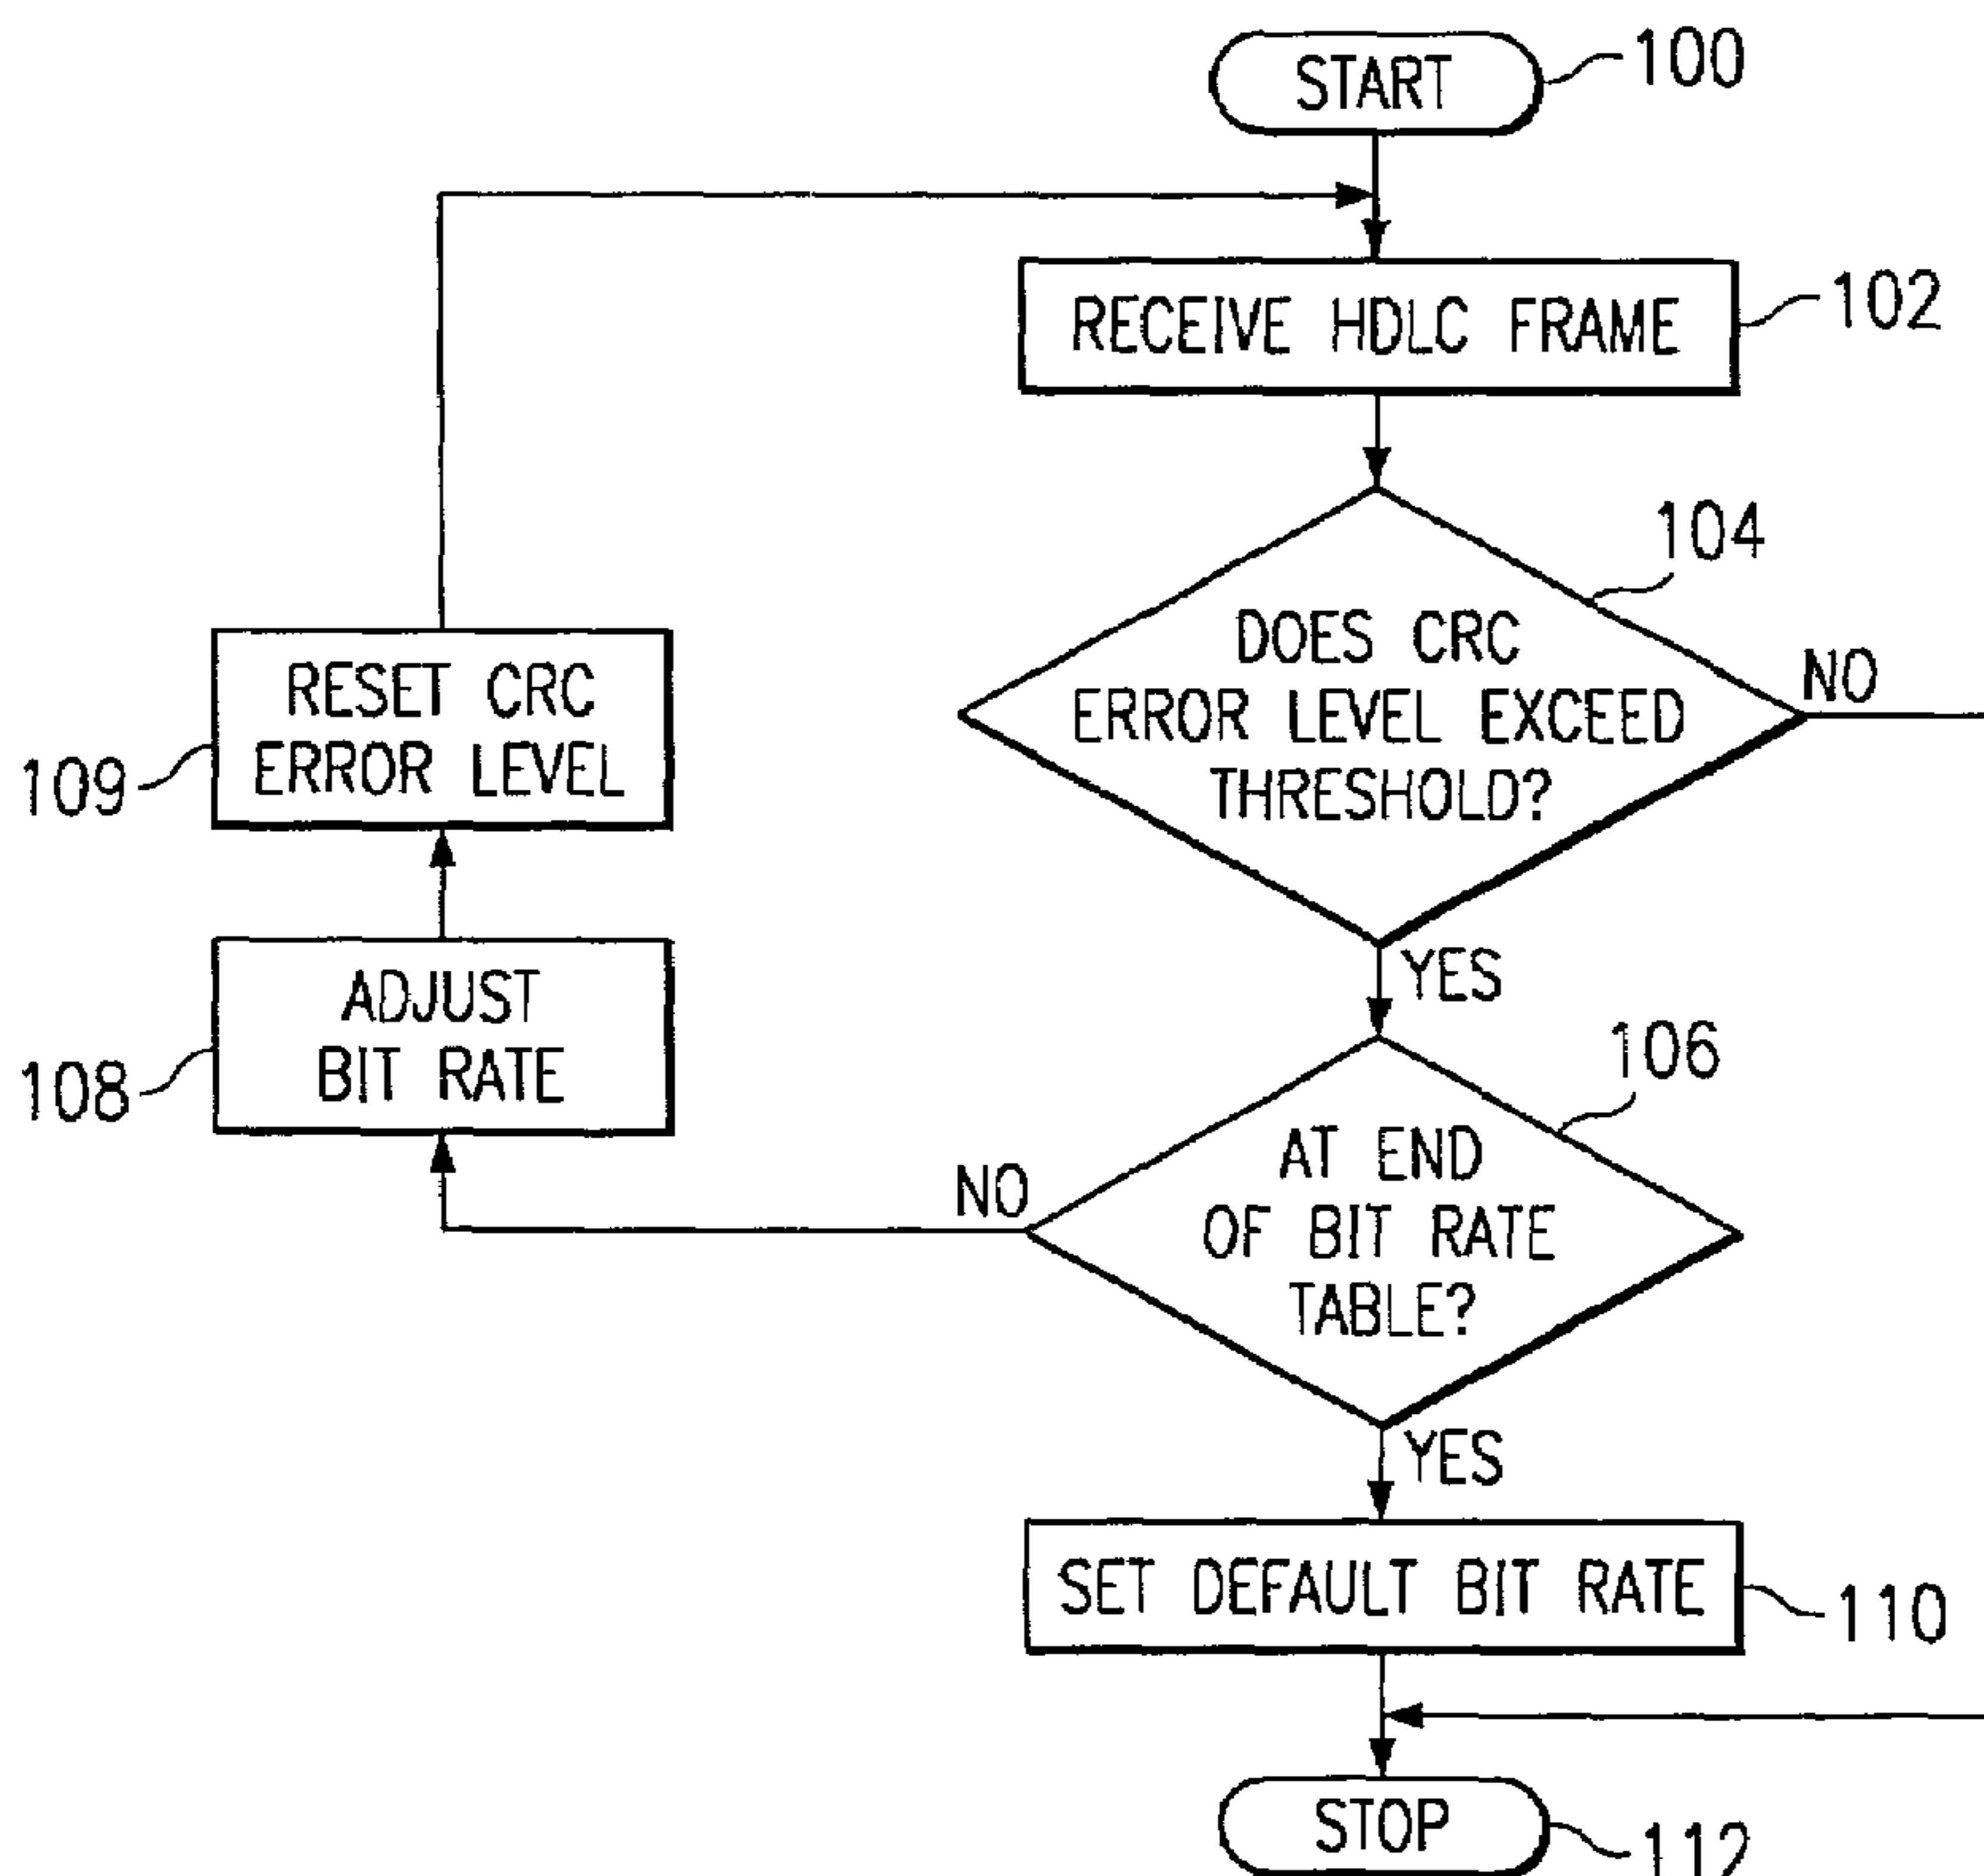 START
100
RECEIVE HDLC FRAME
102
104
DOES CRC
ERROR LEVEL EXCEED
THRESHOLD?
NO
RESET CRC
ERROR LEVEL
109
YES
ADJUST
BIT RATE
108
106
AT END
OF BIT RATE
TABLE?
NO
YES
SET DEFAULT BIT RATE
110
STOP
112